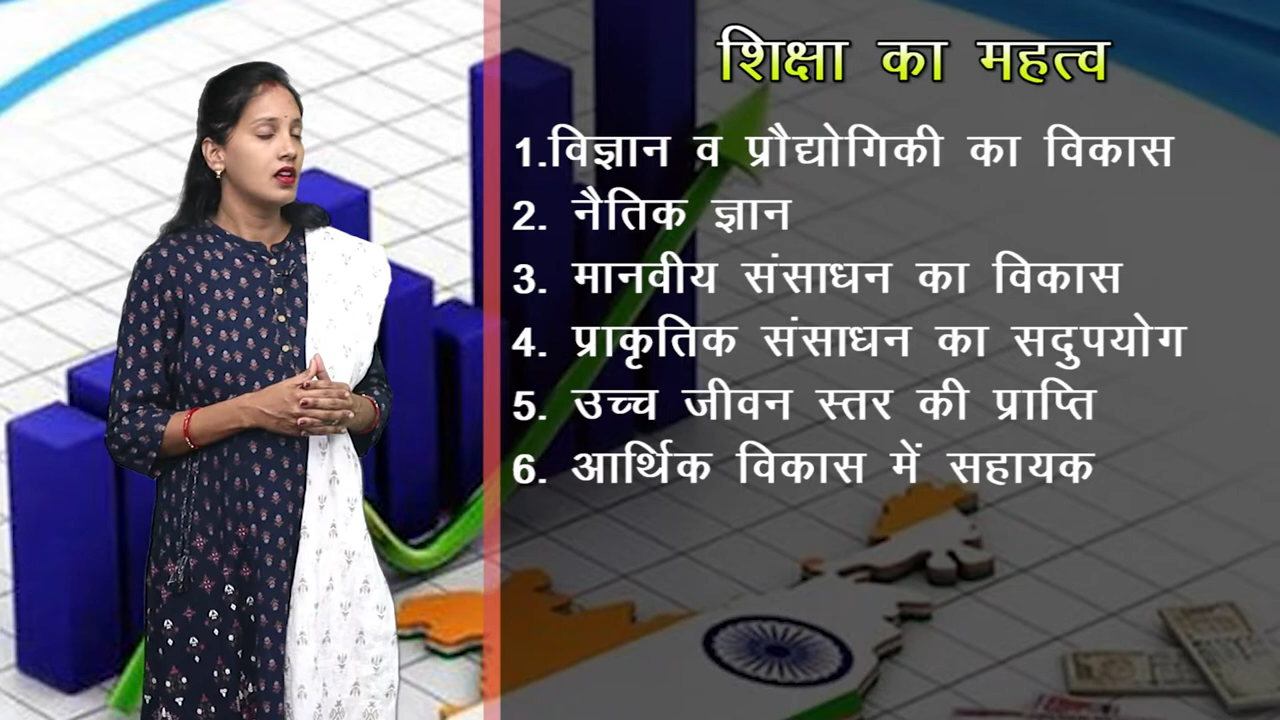 शिक्षा का महत्व
1.विज्ञान व प्रौद्योगिकी का विकास
2. नैतिक ज्ञान
3. मानवीय संसाधन का विकास
4. प्राकृतिक संसाधन का सदुपयोग
5. उच्च जीवन स्तर की प्राप्ति
6. आर्थिक विकास में सहायक